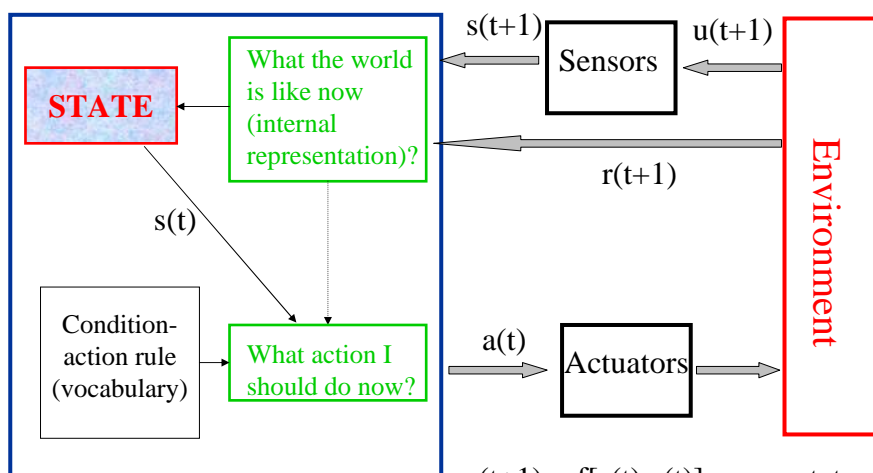 s(t+1)
u(t+1)
What the world
is like now
(internal
representation)?
STATE
Sensors
Environment
r(t+1)
s(t)
Condition-
action rule
(vocabulary)
What action I
should do now?
a(t)
Actuators